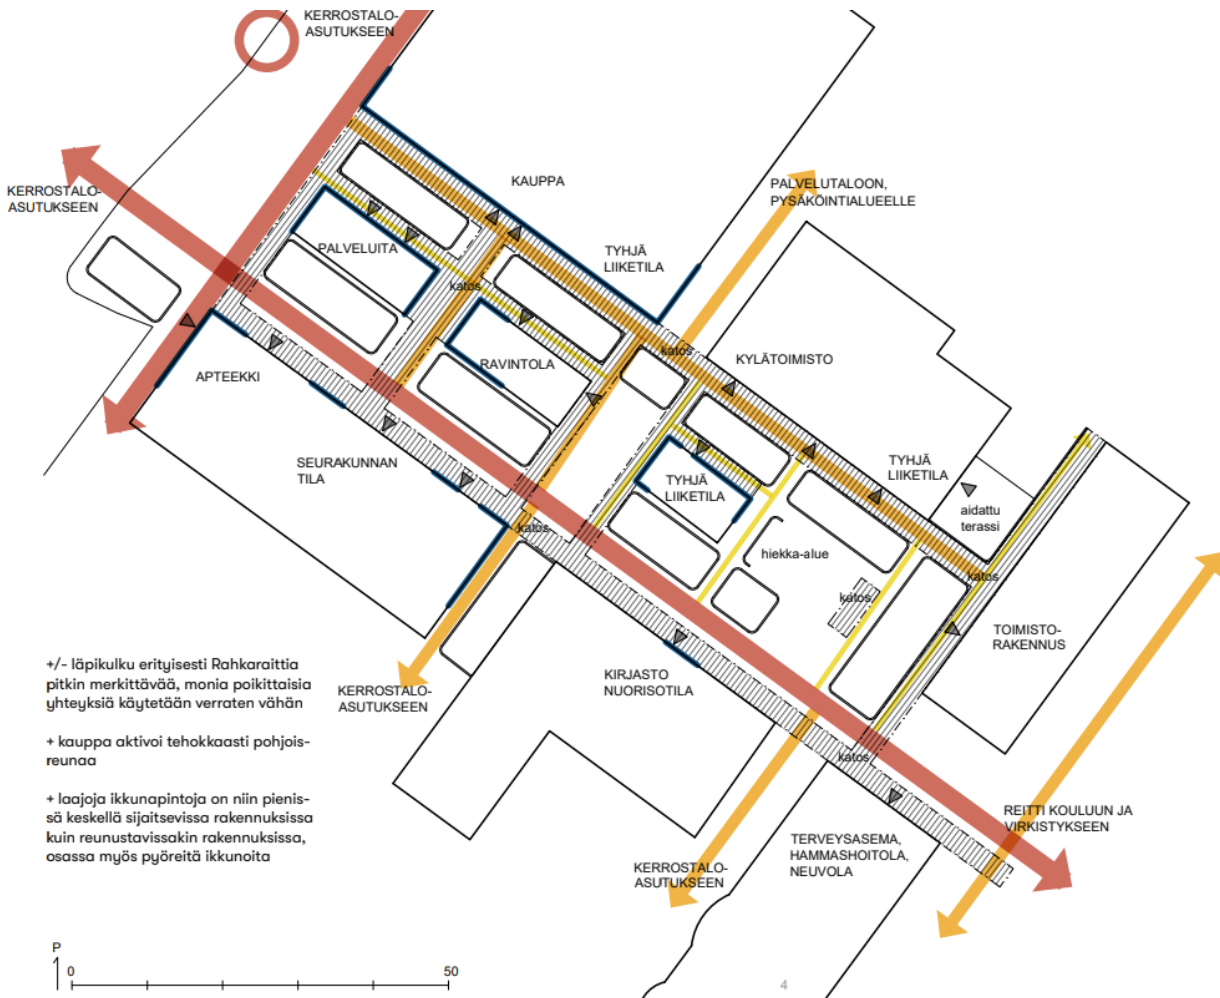 KERROSTALO-
ASUTUKSEEN
KERROSTALO-
ASUTUKSEEN
KAUPPA
PALVELUTALOON,
PYSÄKÖINTIALUEELLE
PALVELUITA
TYHJÄ
LIIKETILA
katos
katos
KYLÄTOIMISTO
RAVINTOLA
APTEEKKI
SEURAKUNNAN
TILA
TYHJÄ
LIIKETILA
TYHJÄ
LIIKETILA
aidattu
terassi
katos
hiekka-alue
katos
katos
TOIMISTO-
RAKENNUS
KIRJASTO
NUORISOTILA
KERROSTALO-
ASUTUKSEEN
katos
+/- läpikulku erityisesti Rahkaraittia
pitkin merkittävää, monia poikittaisia
yhteyksiä käytetään verraten vähän
+ kauppa aktivoi tehokkaasti pohjois-
reunaa
+ laajoja ikkunapintoja on niin pienis-
sä keskellä sijaitsevissa rakennuksissa
kuin reunustavissakin rakennuksissa,
osassa myös pyöreitä ikkunoita
REITTI KOULUUN JA
VIRKISTYKSEEN
TERVEYSASEMA,
HAMMASHOITOLA,
NEUVOLA
KERROSTALO-
ASUTUKSEEN
P
0
50
4